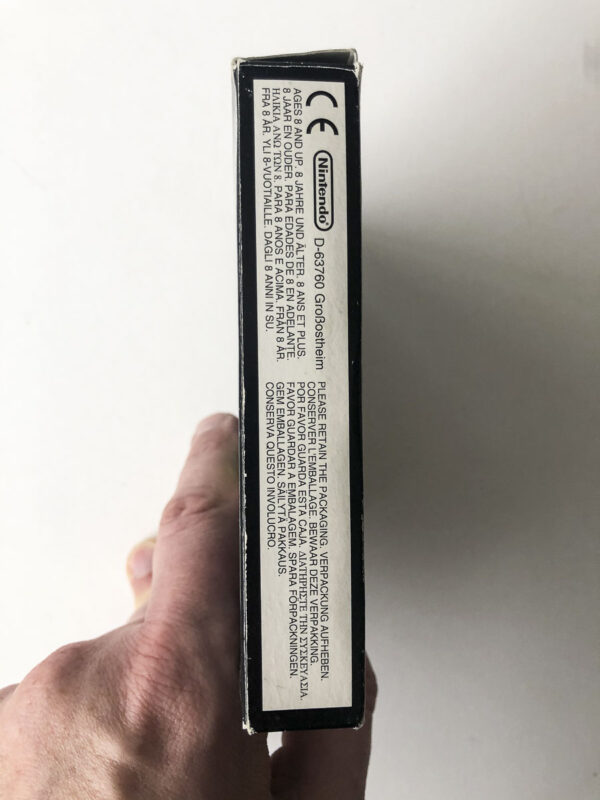 CE
Nintendo® D-63760 Großostheim
AGES 8 AND UP. 8 JAHRE UND ÄLTER. 8 ANS ET PLUS.
8 JAAR EN OUDER. PARA EDADES DE 8 EN ADELANTE.
ΗΛΙΚΙΑ ΑΝΩ ΤΩΝ 8. PARA 8 ANOS E ACIMA. FRÅN 8 ÅR.
FRA 8 ÅR. YLI 8-VUOTIAILLE. DAGLI 8 ANNI IN SU.
PLEASE RETAIN THE PACKAGING. VERPACKUNG AUFHEBEN.
CONSERVER L'EMBALLAGE. BEWAAR DEZE VERPAKKING.
POR FAVOR GUARDA ESTA CAJA. ΔΙΑΤΗΡΗΣΤΕ ΤΗΝ ΣΥΣΚΕΥΑΣΙΑ.
FAVOR GUARDAR A EMBALAGEM. SPARA FÖRPACKNINGEN.
GEM EMBALLAGEN. SÄILYTÄ PAKKAUS.
CONSERVA QUESTO INVOLUCRO.